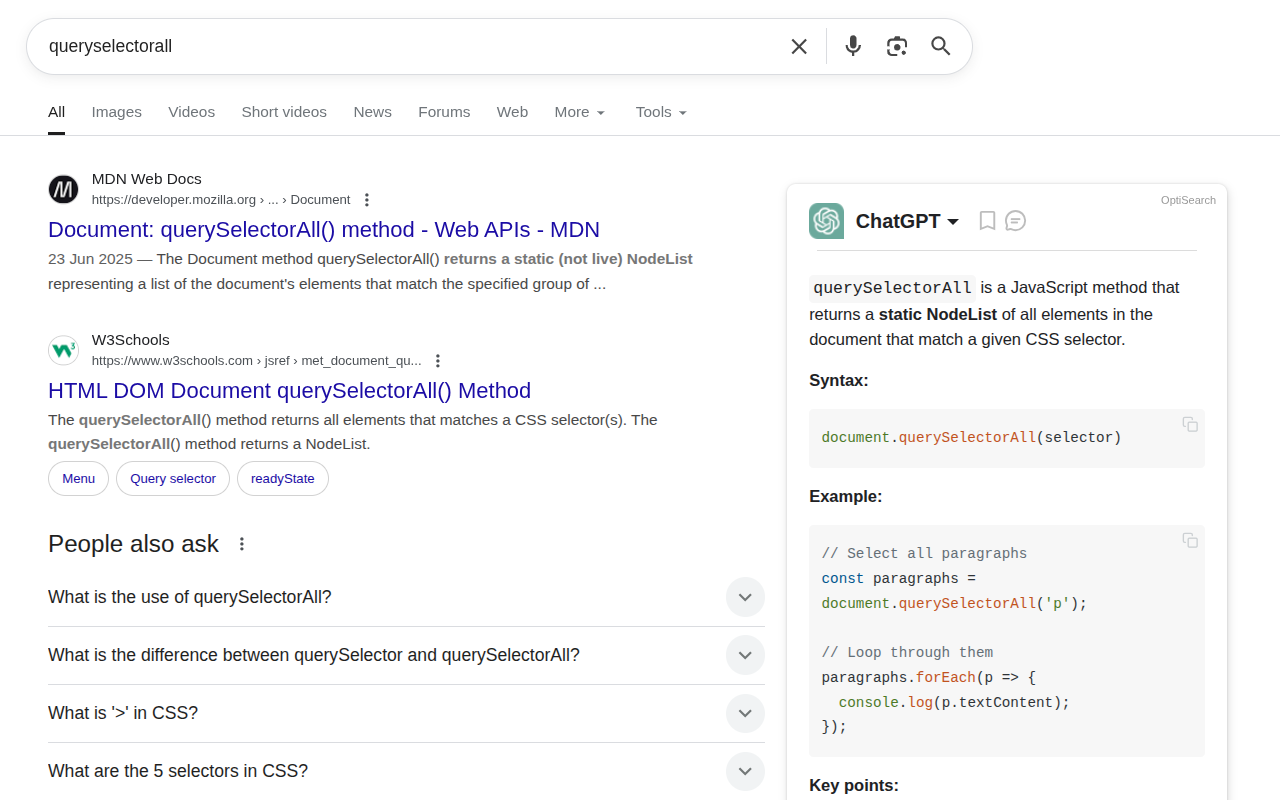 queryselectorall
All Images Videos Short videos News Forums Web More Tools
MDN Web Docs
https://developer.mozilla.org › ... › Document
Document: querySelectorAll() method - Web APIs - MDN
23 Jun 2025 — The Document method querySelectorAll() returns a static (not live) NodeList
representing a list of the document's elements that match the specified group of ...
W3Schools
https://www.w3schools.com › jsref › met_document_qu...
HTML DOM Document querySelectorAll() Method
The querySelectorAll() method returns all elements that matches a CSS selector(s). The
querySelectorAll() method returns a NodeList.
Menu Query selector readyState
People also ask
What is the use of querySelectorAll?
What is the difference between querySelector and querySelectorAll?
What is '>' in CSS?
What are the 5 selectors in CSS?
OptiSearch
ChatGPT
querySelectorAll is a JavaScript method that
returns a static NodeList of all elements in the
document that match a given CSS selector.
Syntax:
document.querySelectorAll(selector)
Example:
// Select all paragraphs
const paragraphs =
document.querySelectorAll('p');
// Loop through them
paragraphs.forEach(p => {
  console.log(p.textContent);
});
Key points: